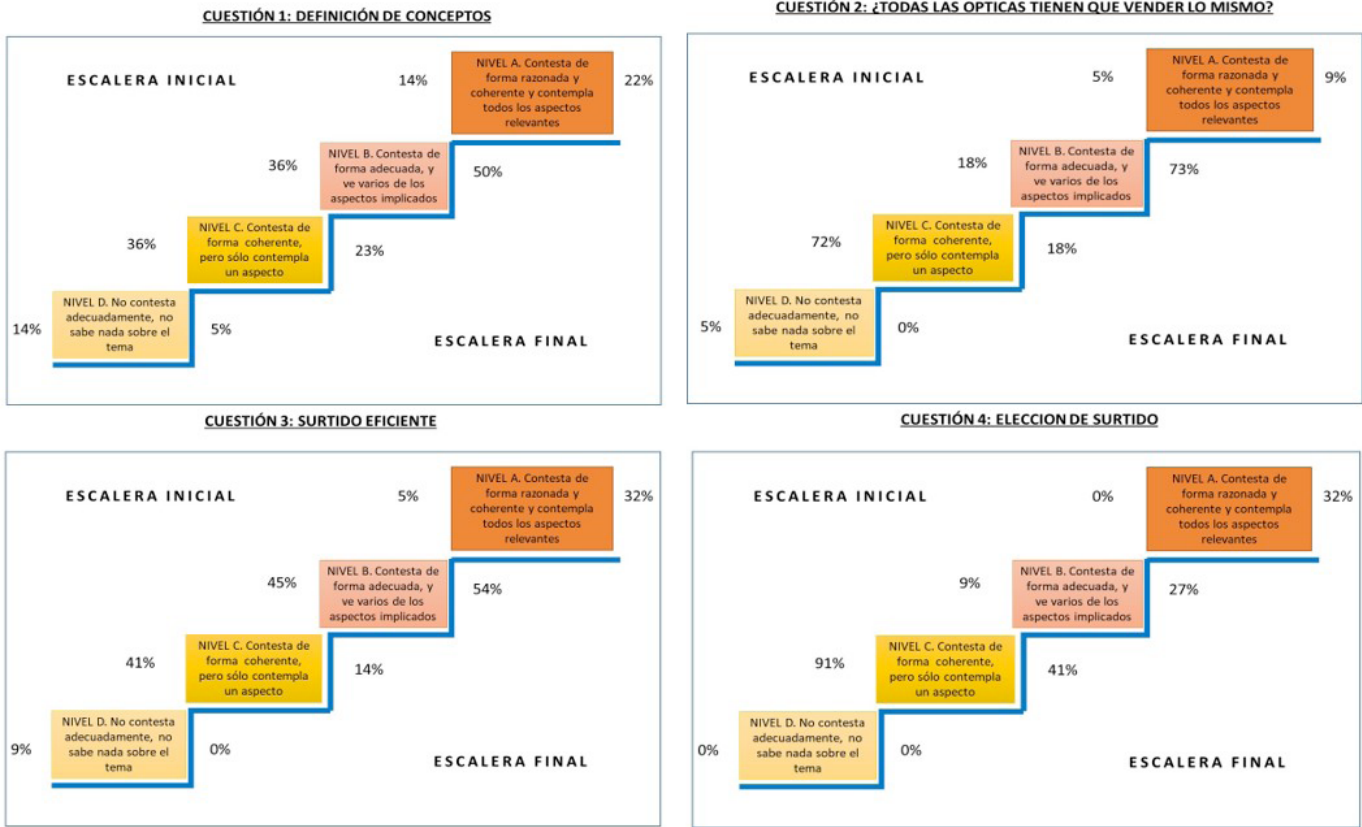 CUESTIÓN 1: DEFINICIÓN DE CONCEPTOS
ESCALERA INICIAL
14%
NIVEL A. Contesta de
forma razonada y
coherente y contempla
todos los aspectos
relevantes
22%
36%
NIVEL B. Contesta de
forma adecuada, y
ve varios de los
aspectos implicados
50%
36%
NIVEL C. Contesta de
forma coherente,
pero sólo contempla
un aspecto
23%
14%
NIVEL D. No contesta
adecuadamente, no
sabe nada sobre el
tema
5%
ESCALERA FINAL
CUESTIÓN 2: ¿TODAS LAS OPTICAS TIENEN QUE VENDER LO MISMO?
ESCALERA INICIAL
5%
NIVEL A. Contesta de
forma razonada y
coherente y contempla
todos los aspectos
relevantes
9%
18%
NIVEL B. Contesta de
forma adecuada, y
ve varios de los
aspectos implicados
73%
72%
NIVEL C. Contesta de
forma coherente,
pero sólo contempla
un aspecto
18%
5%
NIVEL D. No contesta
adecuadamente, no
sabe nada sobre el
tema
0%
ESCALERA FINAL
CUESTIÓN 3: SURTIDO EFICIENTE
ESCALERA INICIAL
5%
NIVEL A. Contesta de
forma razonada y
coherente y contempla
todos los aspectos
relevantes
32%
45%
NIVEL B. Contesta de
forma adecuada, y
ve varios de los
aspectos implicados
54%
41%
NIVEL C. Contesta de
forma coherente,
pero sólo contempla
un aspecto
14%
9%
NIVEL D. No contesta
adecuadamente, no
sabe nada sobre el
tema
0%
ESCALERA FINAL
CUESTIÓN 4: ELECCION DE SURTIDO
ESCALERA INICIAL
0%
NIVEL A. Contesta de
forma razonada y
coherente y contempla
todos los aspectos
relevantes
32%
9%
NIVEL B. Contesta de
forma adecuada, y
ve varios de los
aspectos implicados
27%
91%
NIVEL C. Contesta de
forma coherente,
pero sólo contempla
un aspecto
41%
0%
NIVEL D. No contesta
adecuadamente, no
sabe nada sobre el
tema
0%
ESCALERA FINAL